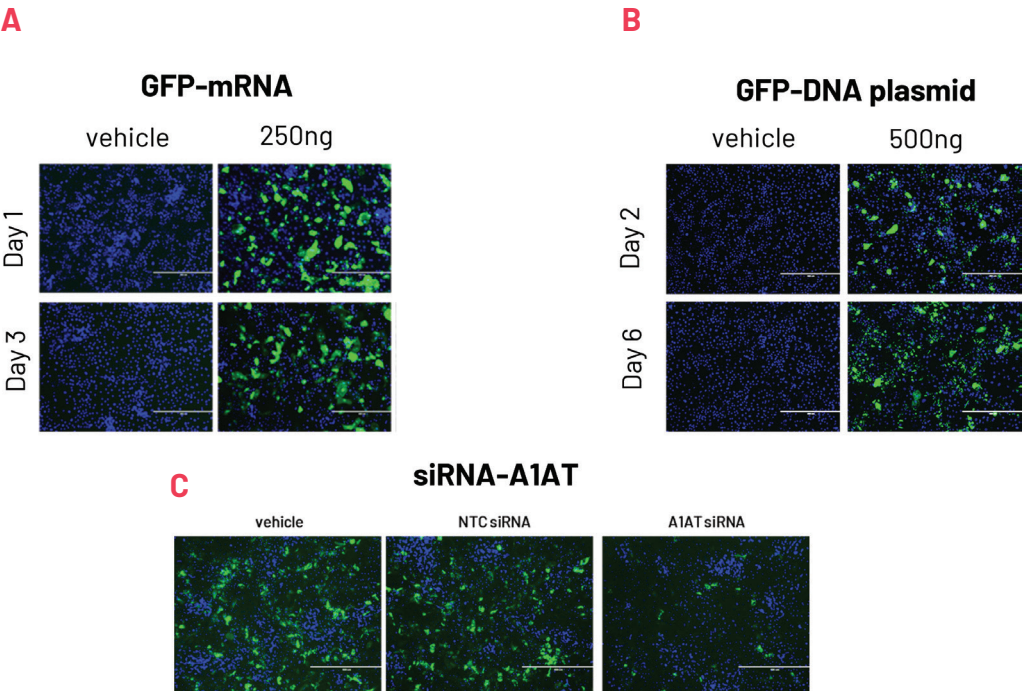 A
B
GFP-mRNA
GFP-DNA plasmid
vehicle
250ng
vehicle
500ng
Day 1
Day 2
Day 3
Day 6
C
siRNA-A1AT
vehicle
NTC siRNA
A1AT siRNA